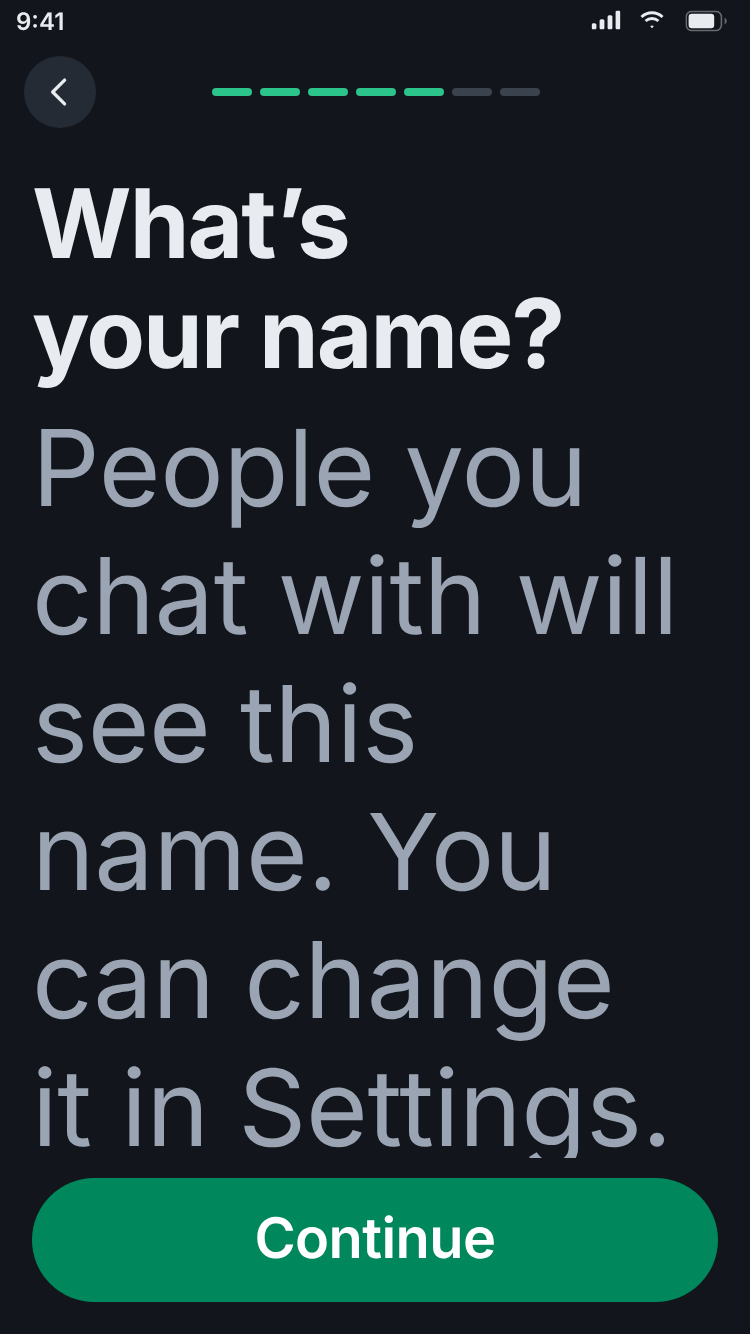 9:41
What’s
your name?
People you
chat with will
see this
name. You
can change
it in Settings.
Continue